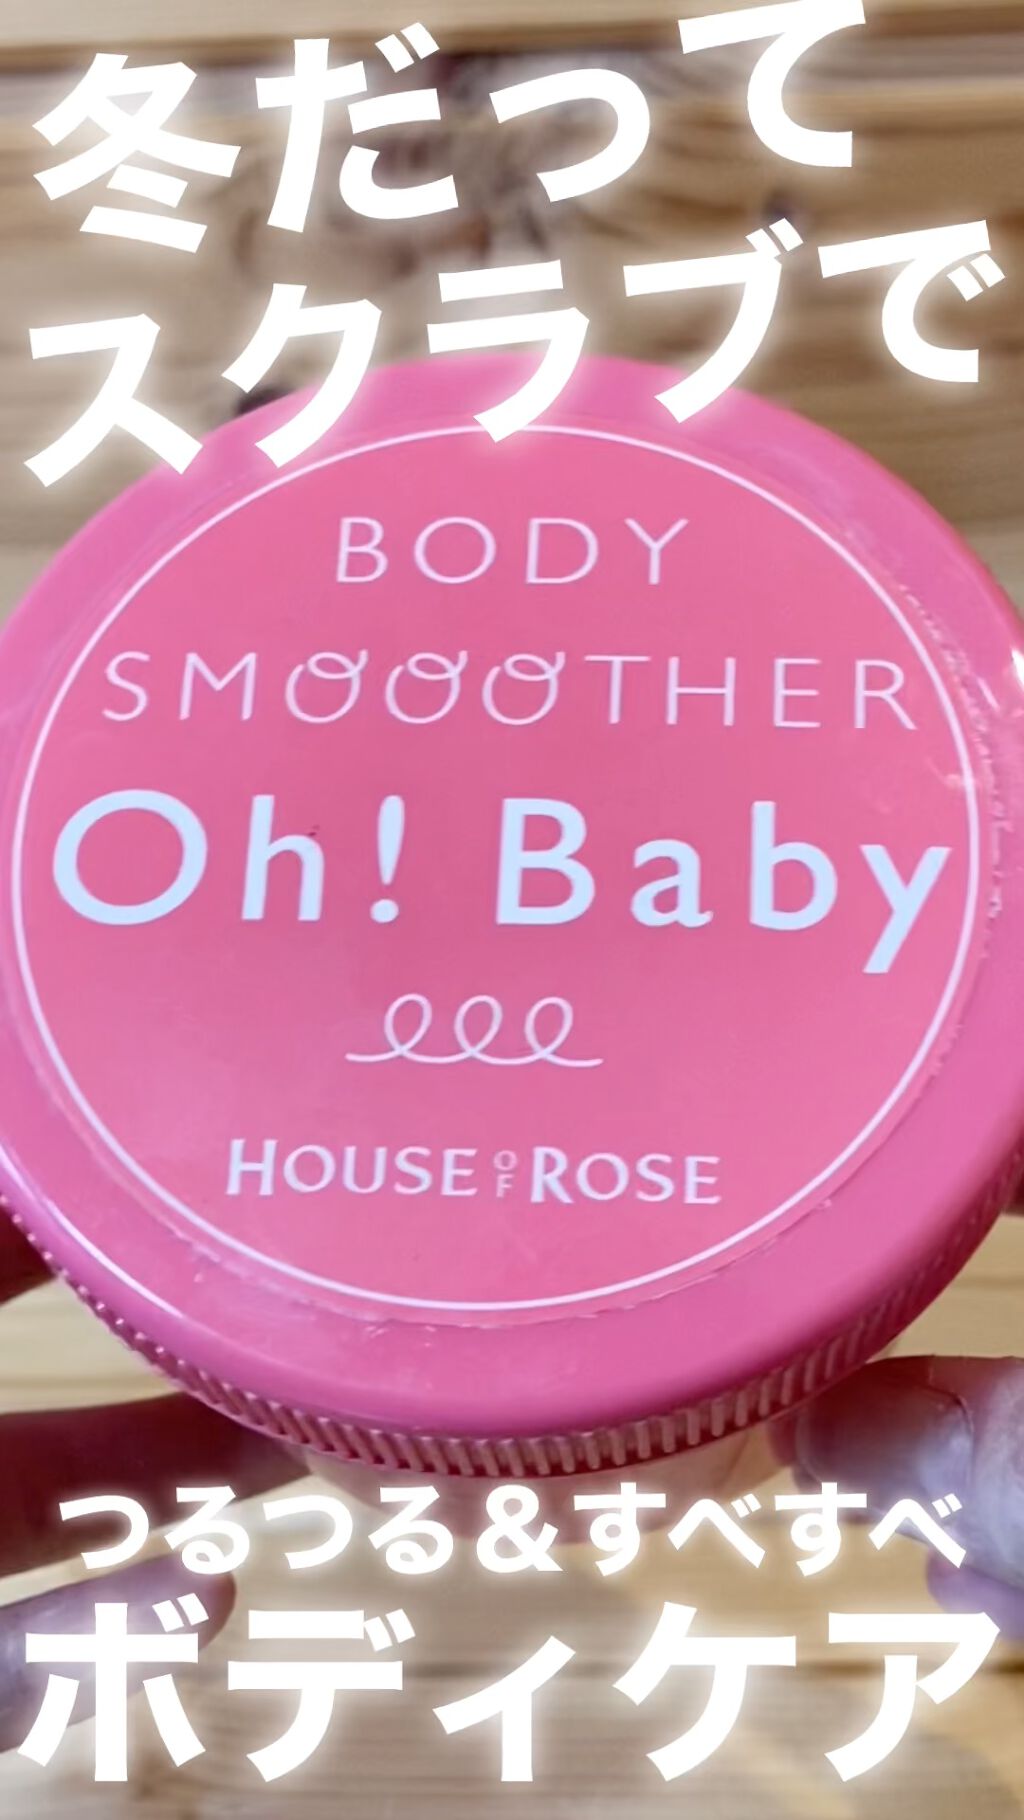 冬だって
スクラブで
BODY
SMOOOTHER
Oh! Baby
HOUSE OF ROSE
つるつる&すべすべ
ボディケア